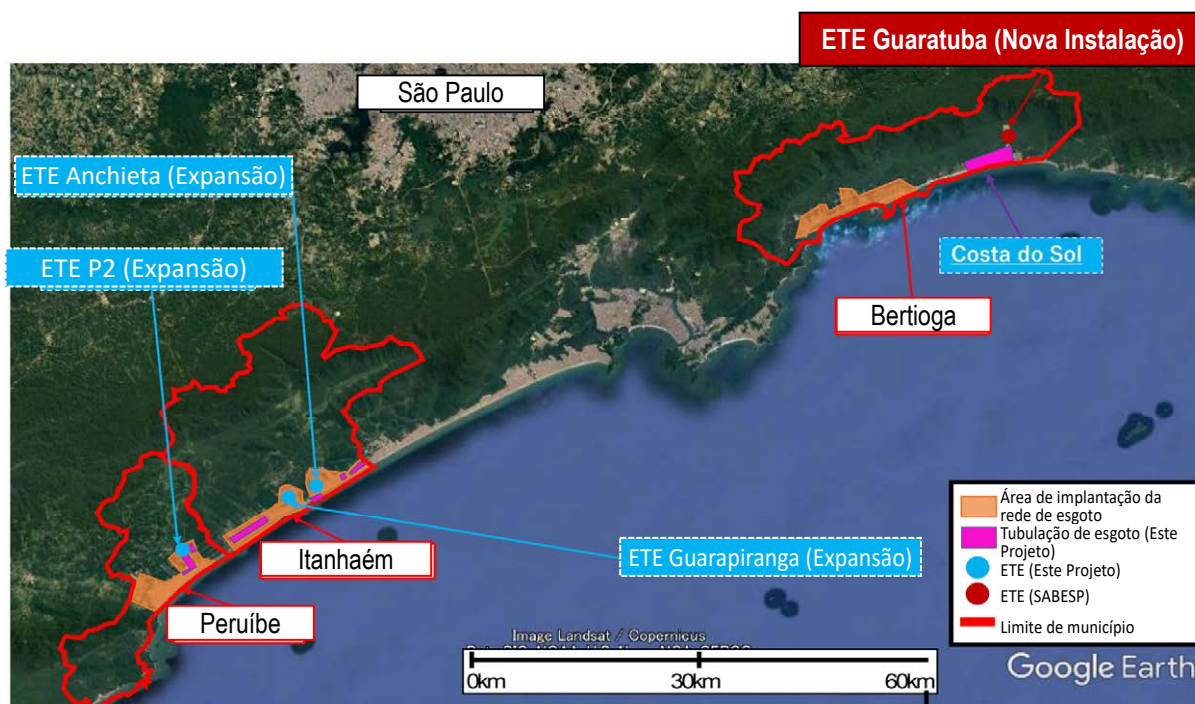 ETE Guaratuba (Nova Instalação)
São Paulo
ETE Anchieta (Expansão)
ETE P2 (Expansão)
Costa do Sol
Bertioga
ETE Guarapiranga (Expansão)
Itanhaém
Peruíbe
Área de implantação da
rede de esgoto
Tubulação de esgoto (Este
Projeto)
ETE (Este Projeto)
ETE (SABESP)
Limite de município
Image Landsat / Copernicus
0km
30km
60km
Google Earth